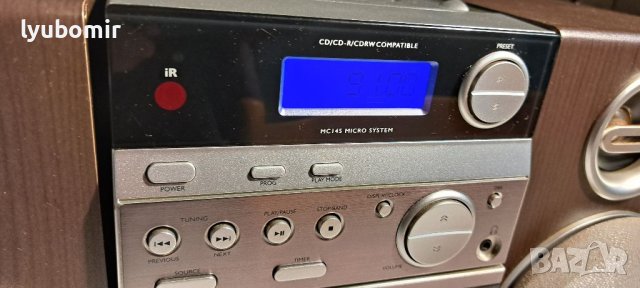 lyubomir
CD/CD-R/CDRW COMPATIBLE
PRESET
iR
MC145 MICRO SYSTEM
POWER
PROG
PLAY MODE
DISPLAY/CLOCK
TUNING
PLAY/PAUSE
STOP•BAND
PREVIOUS
NEXT
VOLUME
SOURCE
TIMER
BAZAR